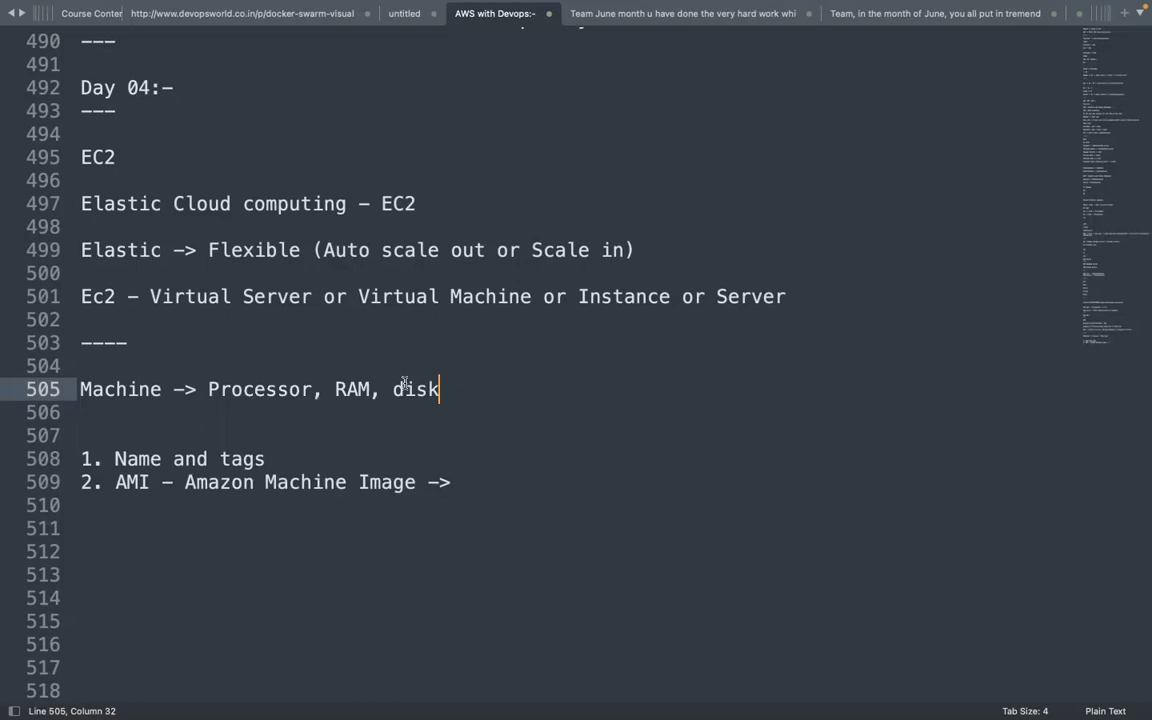 Course Conten http://www.devopsworld.co.in/p/docker-swarm-visual untitled AWS with Devops:- Team June month u have done the very hard work whi Team, in the month of June, you all put in tremend
490 ---
491
492 Day 04:-
493 ---
494
495 EC2
496
497 Elastic Cloud computing - EC2
498
499 Elastic -> Flexible (Auto scale out or Scale in)
500
501 Ec2 - Virtual Server or Virtual Machine or Instance or Server
502
503 ----
504
505 Machine -> Processor, RAM, disk
506
507
508 1. Name and tags
509 2. AMI - Amazon Machine Image ->
510
511
512
513
514
515
516
517
518
Line 505, Column 32 Tab Size: 4 Plain Text